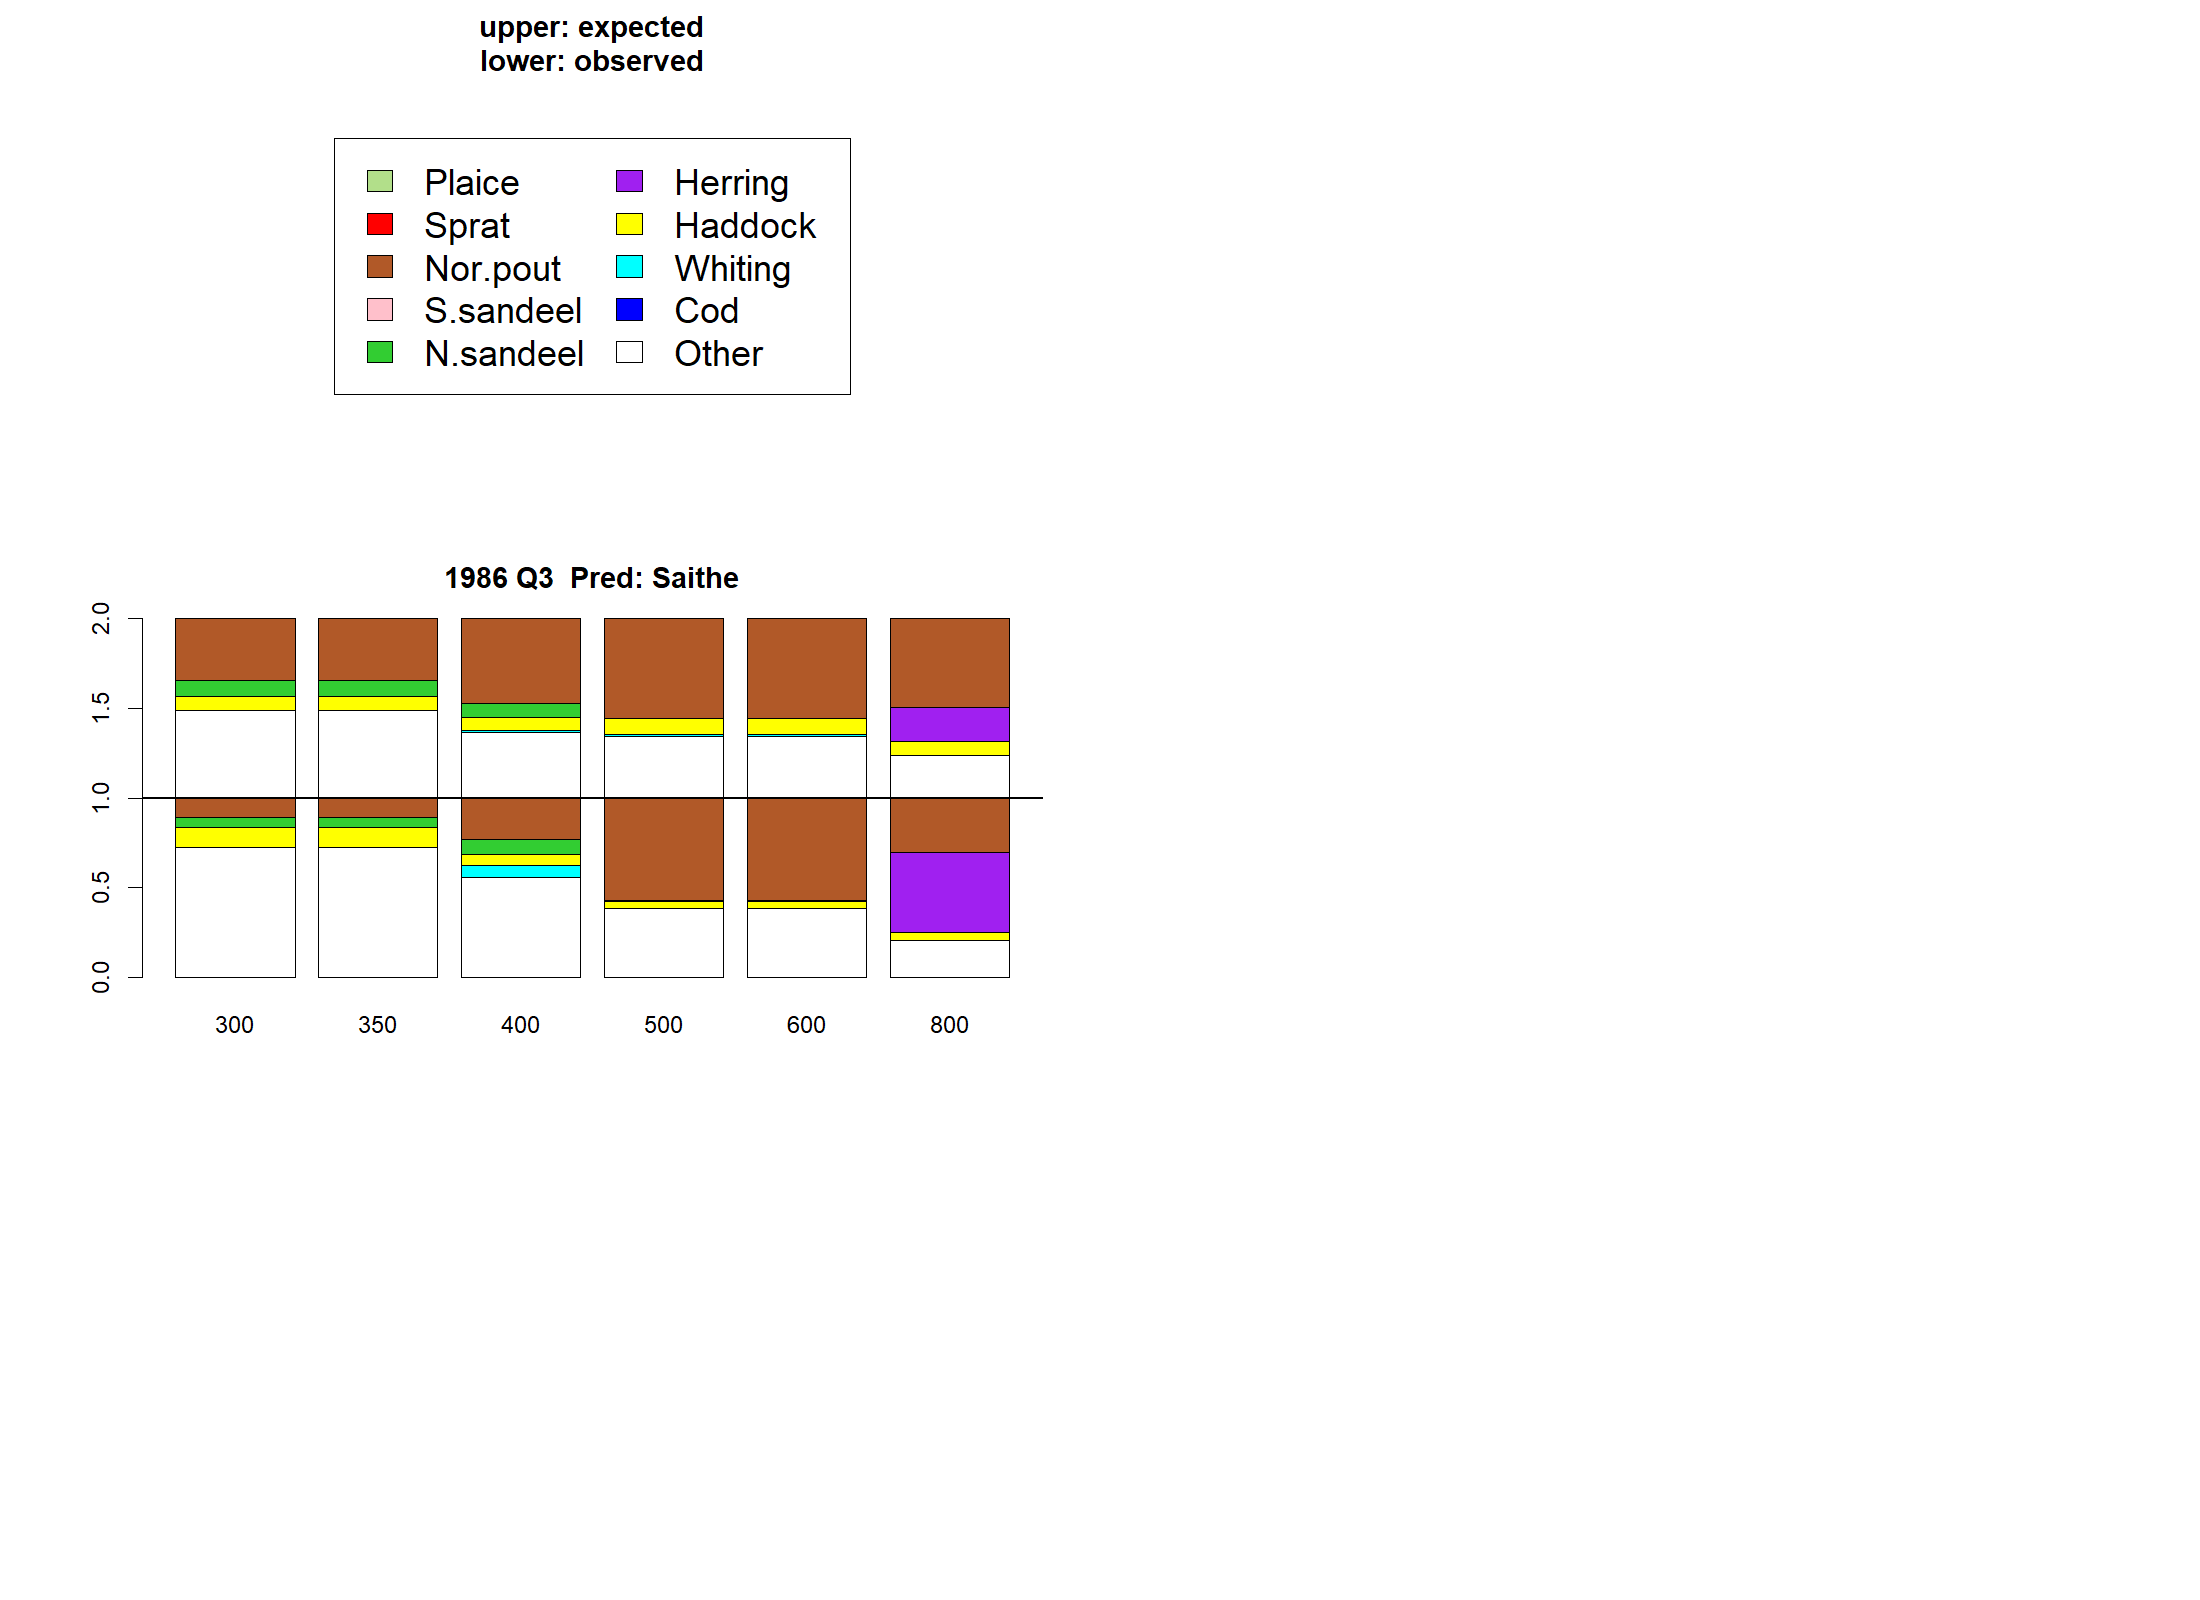 upper: expected
lower: observed
Plaice
Sprat
Nor.pout
S.sandeel
N.sandeel
Herring
Haddock
Whiting
Cod
Other
1986 Q3  Pred: Saithe
2.0
1.5
1.0
0.5
0.0
300 350 400 500 600 800